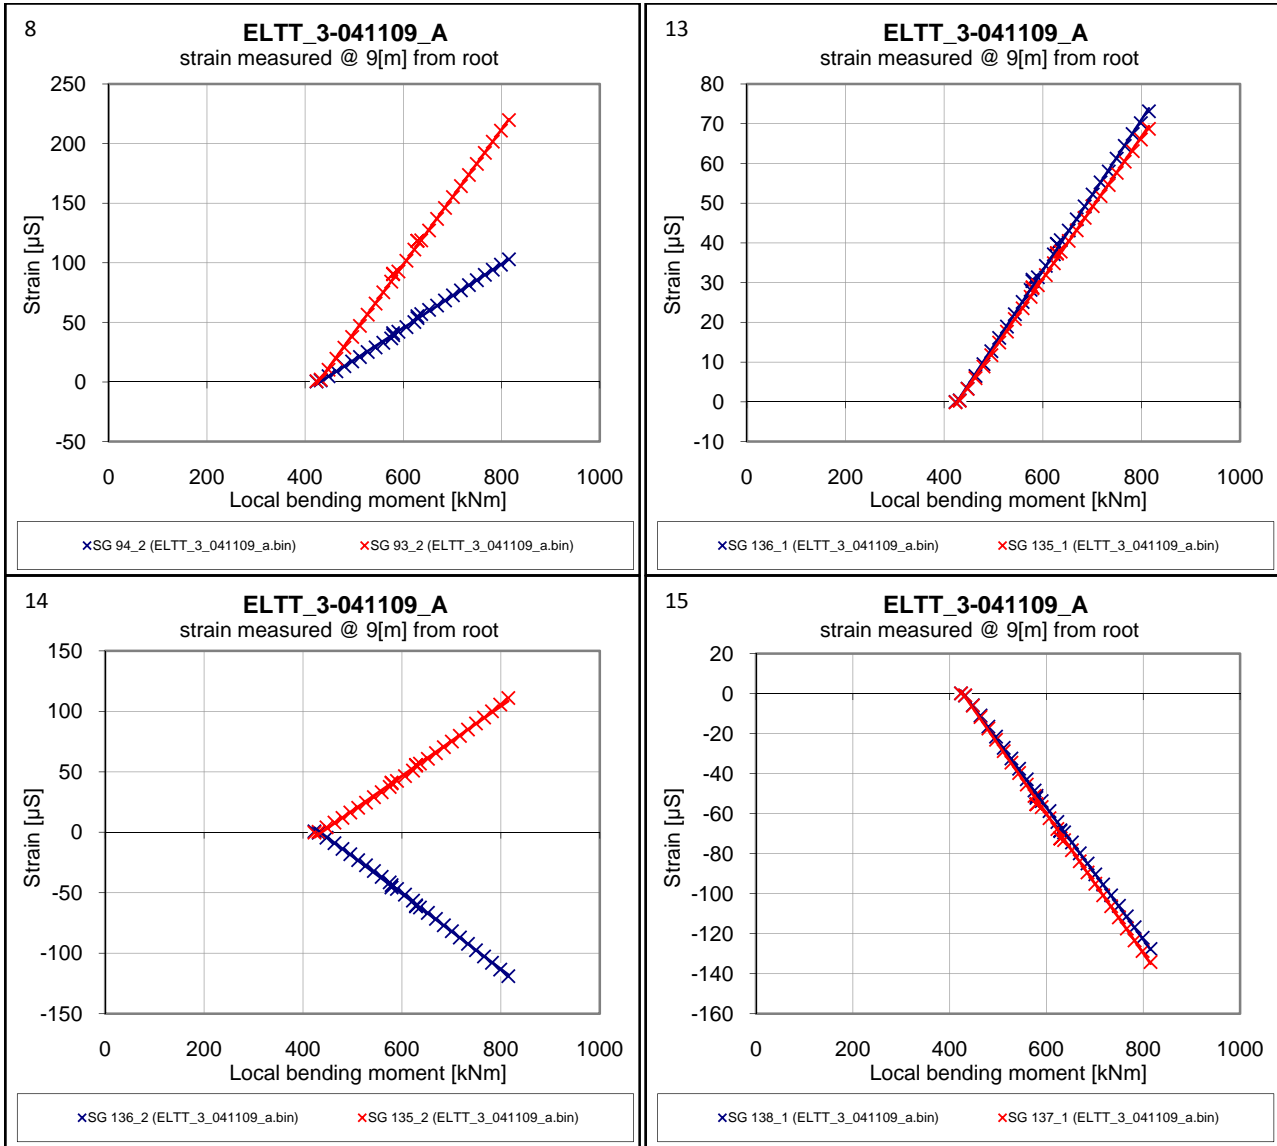 8
ELTT_3-041109_A
strain measured @ 9[m] from root
250
200
150
100
50
0
-50
Strain [µS]
0 200 400 600 800 1000
Local bending moment [kNm]
SG 94_2 (ELTT_3_041109_a.bin) SG 93_2 (ELTT_3_041109_a.bin)
13
ELTT_3-041109_A
strain measured @ 9[m] from root
80
70
60
50
40
30
20
10
0
-10
Strain [µS]
0 200 400 600 800 1000
Local bending moment [kNm]
SG 136_1 (ELTT_3_041109_a.bin) SG 135_1 (ELTT_3_041109_a.bin)
14
ELTT_3-041109_A
strain measured @ 9[m] from root
150
100
50
0
-50
-100
-150
Strain [µS]
0 200 400 600 800 1000
Local bending moment [kNm]
SG 136_2 (ELTT_3_041109_a.bin) SG 135_2 (ELTT_3_041109_a.bin)
15
ELTT_3-041109_A
strain measured @ 9[m] from root
20
0
-20
-40
-60
-80
-100
-120
-140
-160
Strain [µS]
0 200 400 600 800 1000
Local bending moment [kNm]
SG 138_1 (ELTT_3_041109_a.bin) SG 137_1 (ELTT_3_041109_a.bin)